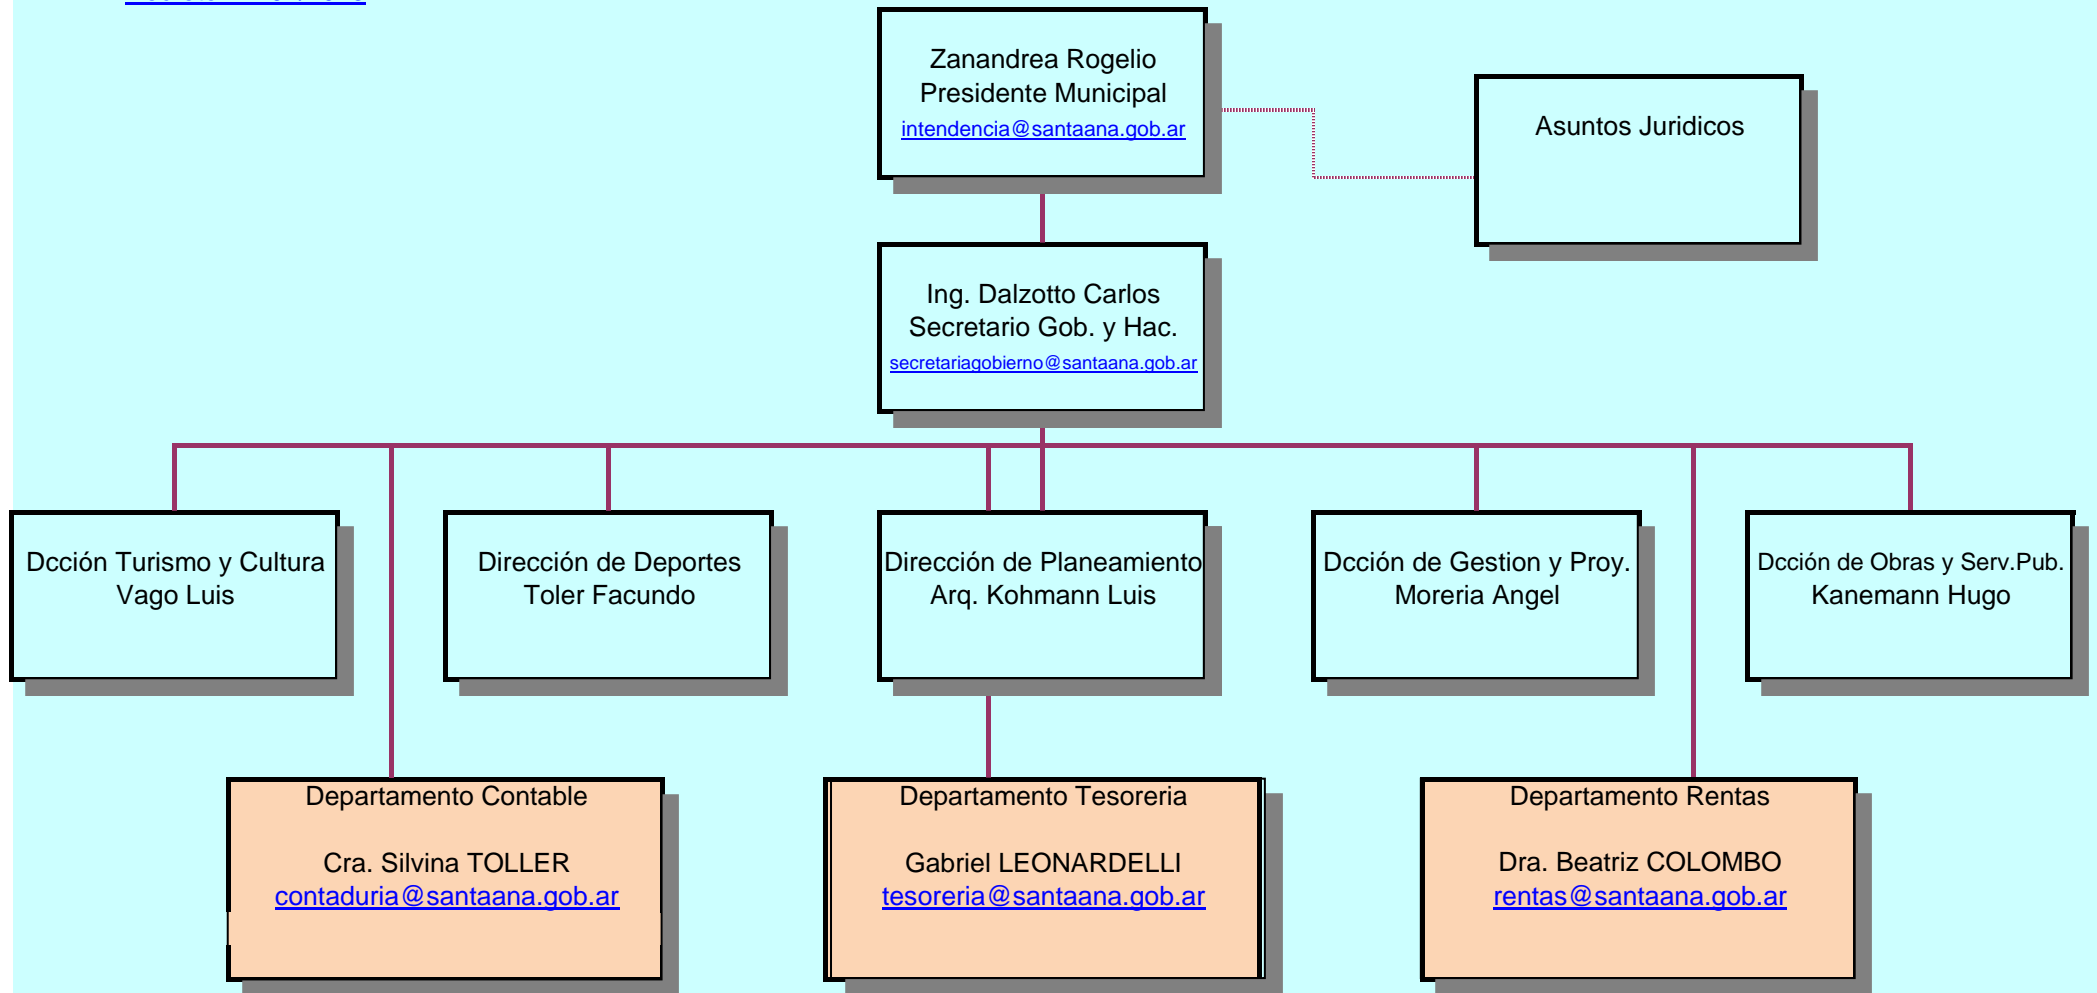 Zanandrea Rogelio
Presidente Municipal
intendencia@santaana.gob.ar
Asuntos Juridicos
Ing. Dalzotto Carlos
Secretario Gob. y Hac.
secretariagobierno@santaana.gob.ar
Dcción Turismo y Cultura
Vago Luis
Dirección de Deportes
Toler Facundo
Dirección de Planeamiento
Arq. Kohmann Luis
Dcción de Gestion y Proy.
Moreria Angel
Dcción de Obras y Serv.Pub.
Kanemann Hugo
Departamento Contable
Cra. Silvina TOLLER
contaduria@santaana.gob.ar
Departamento Tesoreria
Gabriel LEONARDELLI
tesoreria@santaana.gob.ar
Departamento Rentas
Dra. Beatriz COLOMBO
rentas@santaana.gob.ar